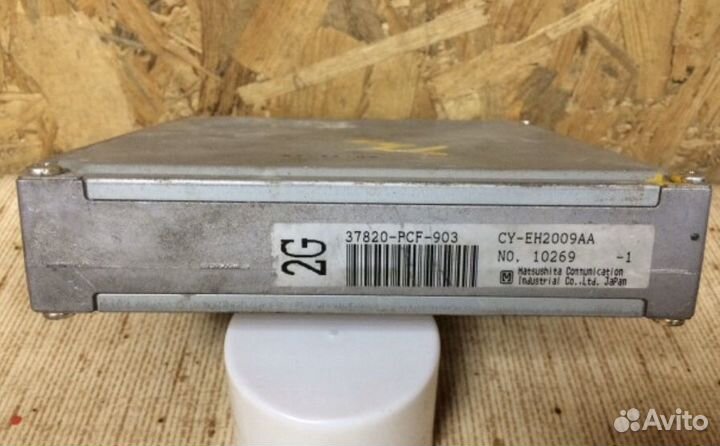 2G
37820-PCF-903
CY-EH2009AA
NO. 10269 -1
M Matsushita Communication
Industrial Co.,Ltd. Japan
Avito